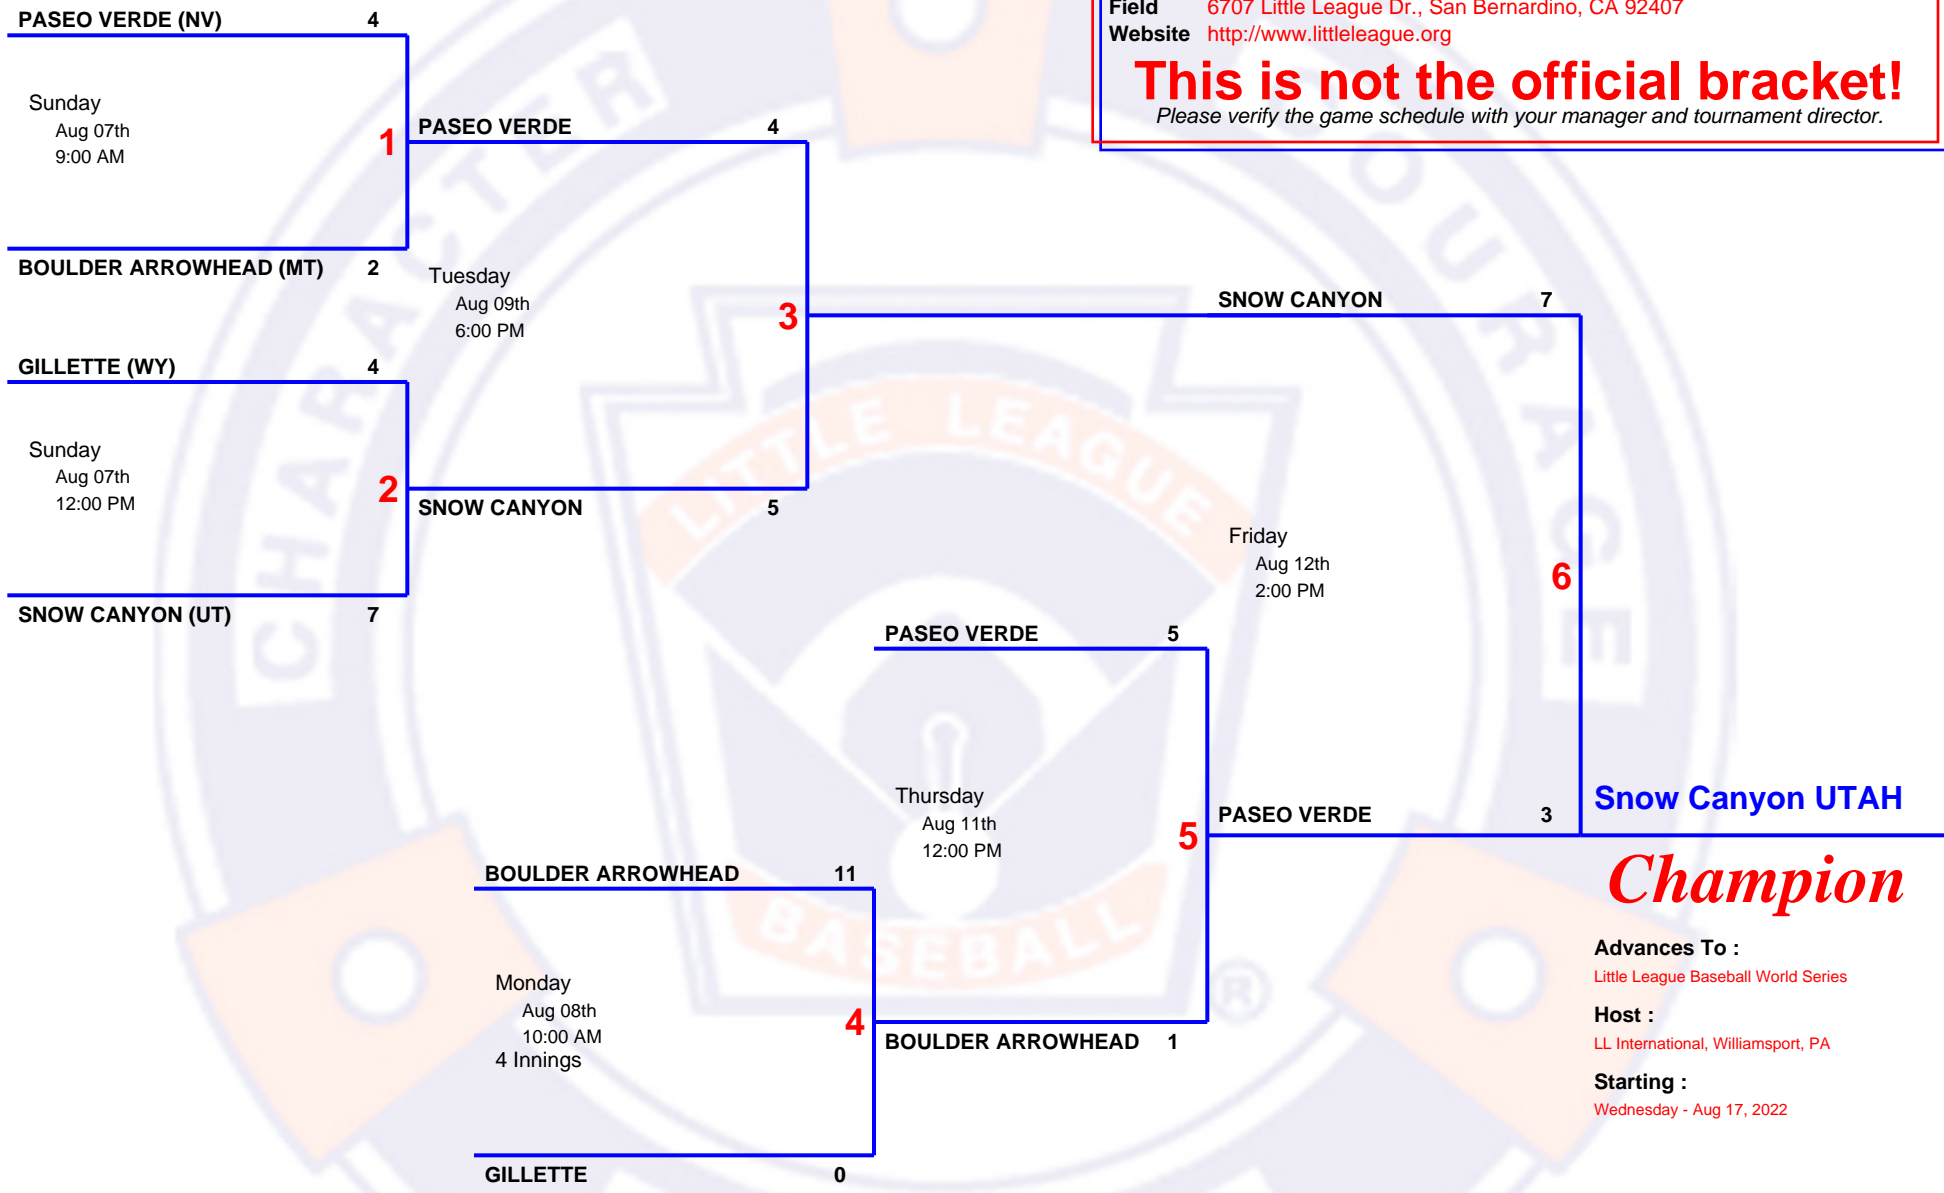 PASEO VERDE (NV) 4
Field 6707 Little League Dr., San Bernardino, CA 92407
Website http://www.littleleague.org
This is not the official bracket!
Please verify the game schedule with your manager and tournament director.
Sunday
Aug 07th
9:00 AM
1
PASEO VERDE 4
BOULDER ARROWHEAD (MT) 2
Tuesday
Aug 09th
6:00 PM
3
SNOW CANYON 7
GILLETTE (WY) 4
Sunday
Aug 07th
12:00 PM
2
SNOW CANYON 5
SNOW CANYON (UT) 7
Friday
Aug 12th
2:00 PM
6
PASEO VERDE 5
Thursday
Aug 11th
12:00 PM
5
PASEO VERDE 3
Snow Canyon UTAH
Champion
BOULDER ARROWHEAD 11
Monday
Aug 08th
10:00 AM
4 Innings
4
BOULDER ARROWHEAD 1
GILLETTE 0
Advances To :
Little League Baseball World Series
Host :
LL International, Williamsport, PA
Starting :
Wednesday - Aug 17, 2022
CHARACTER
COURAGE
LITTLE LEAGUE
BASEBALL
®